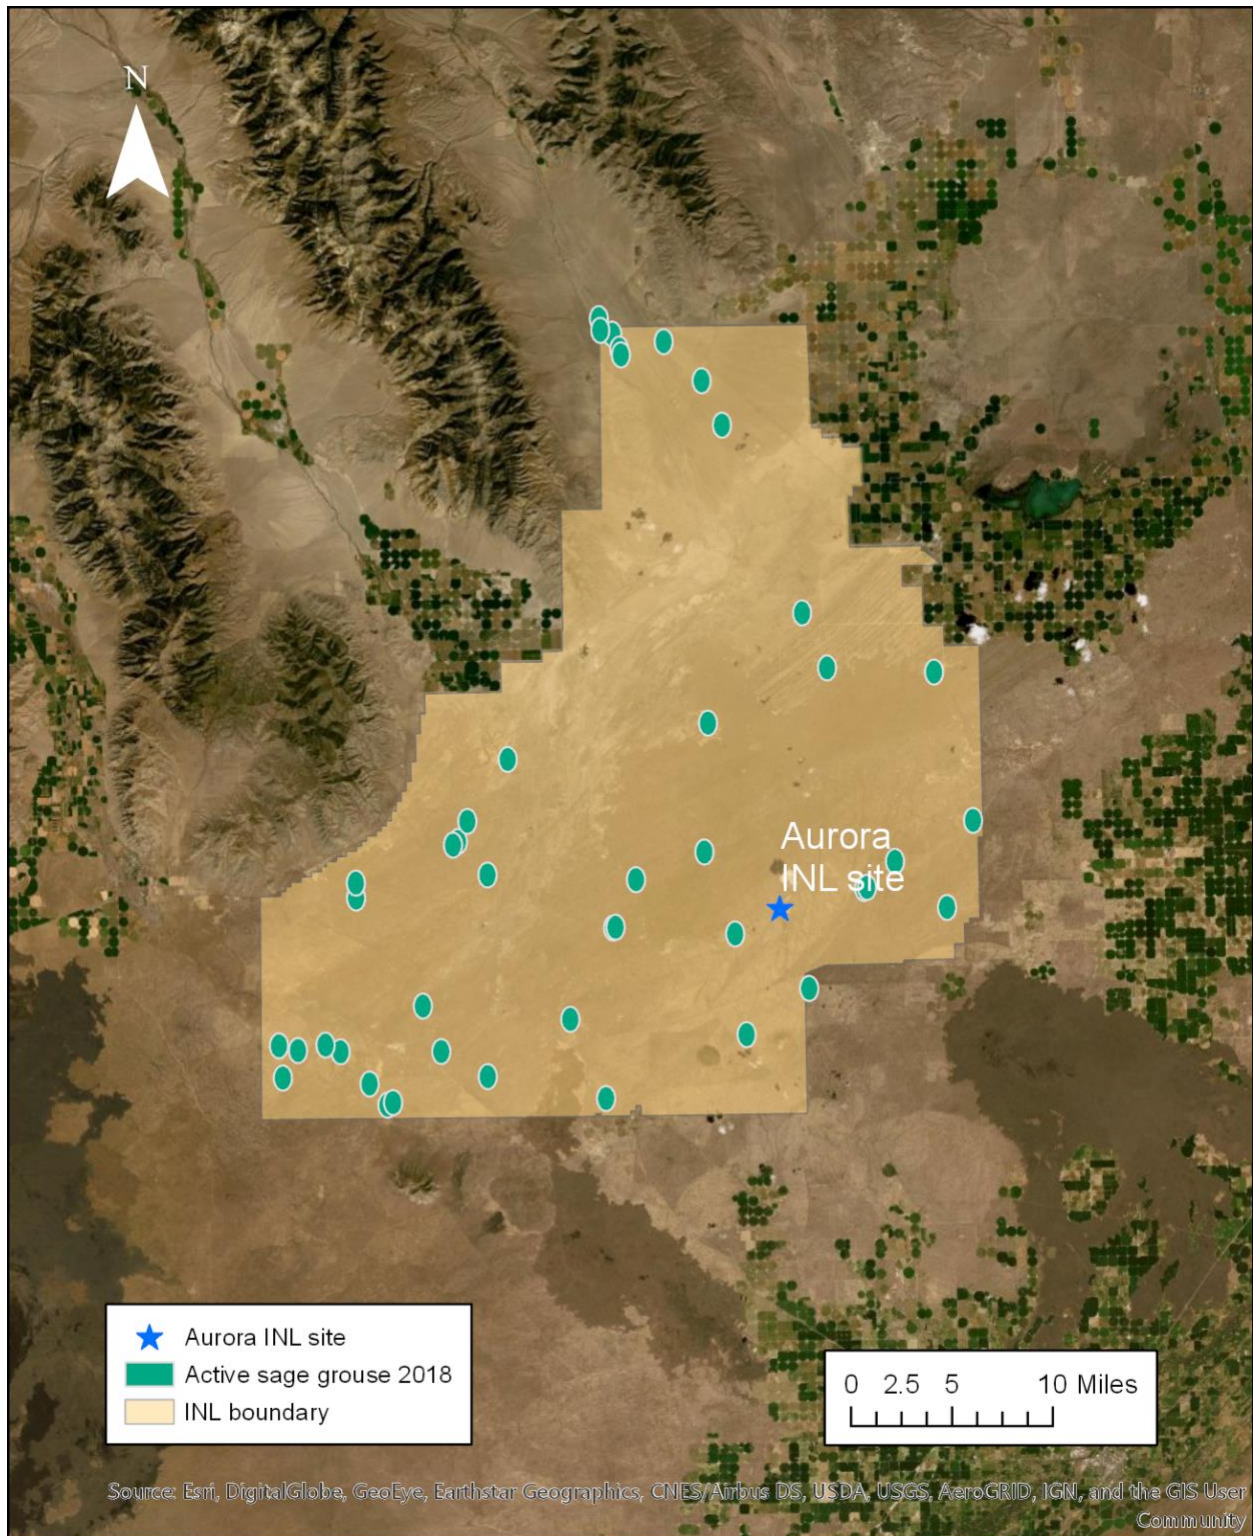 N
Aurora
INL site
Aurora INL site
Active sage grouse 2018
INL boundary
0 2.5 5 10 Miles
Source: Esri, DigitalGlobe, GeoEye, Earthstar Geographics, CNES/Airbus DS, USDA, USGS, AeroGRID, IGN, and the GIS User
Community